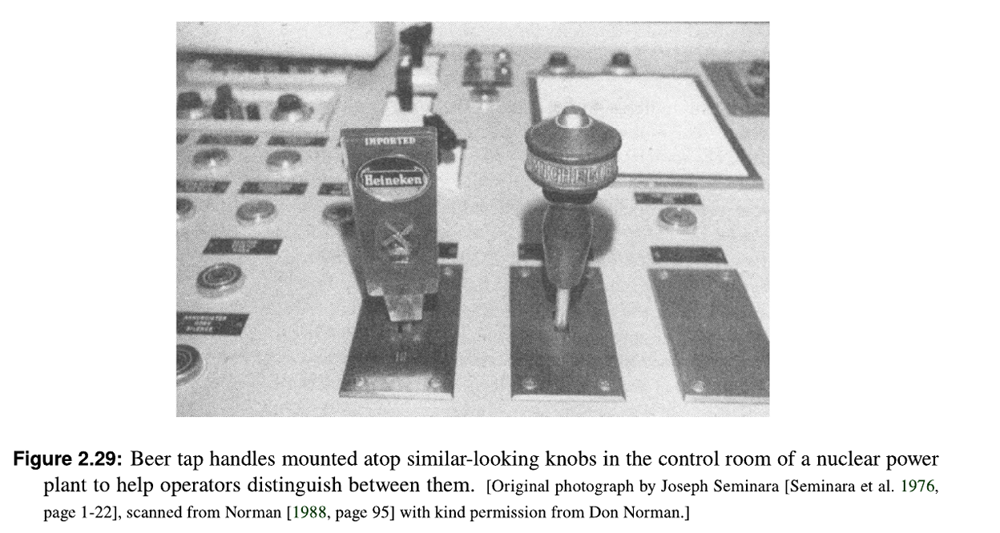 IMPORTED
Heineken
Figure 2.29: Beer tap handles mounted atop similar-looking knobs in the control room of a nuclear power
plant to help operators distinguish between them. [Original photograph by Joseph Seminara [Seminara et al. 1976,
page 1-22], scanned from Norman [1988, page 95] with kind permission from Don Norman.]